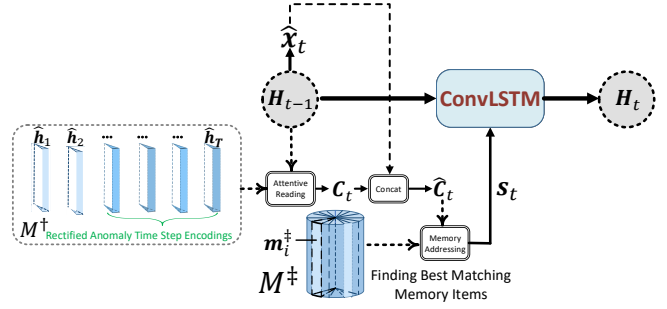 x̂_t
H_{t−1}
ConvLSTM
H_t
ĥ_1 ĥ_2 ... ... ... ĥ_T
Attentive
Reading
C_t
Concat
Ĉ_t
S_t
M†
Rectified Anomaly Time Step Encodings
m_i‡
M‡
Memory
Addressing
Finding Best Matching
Memory Items